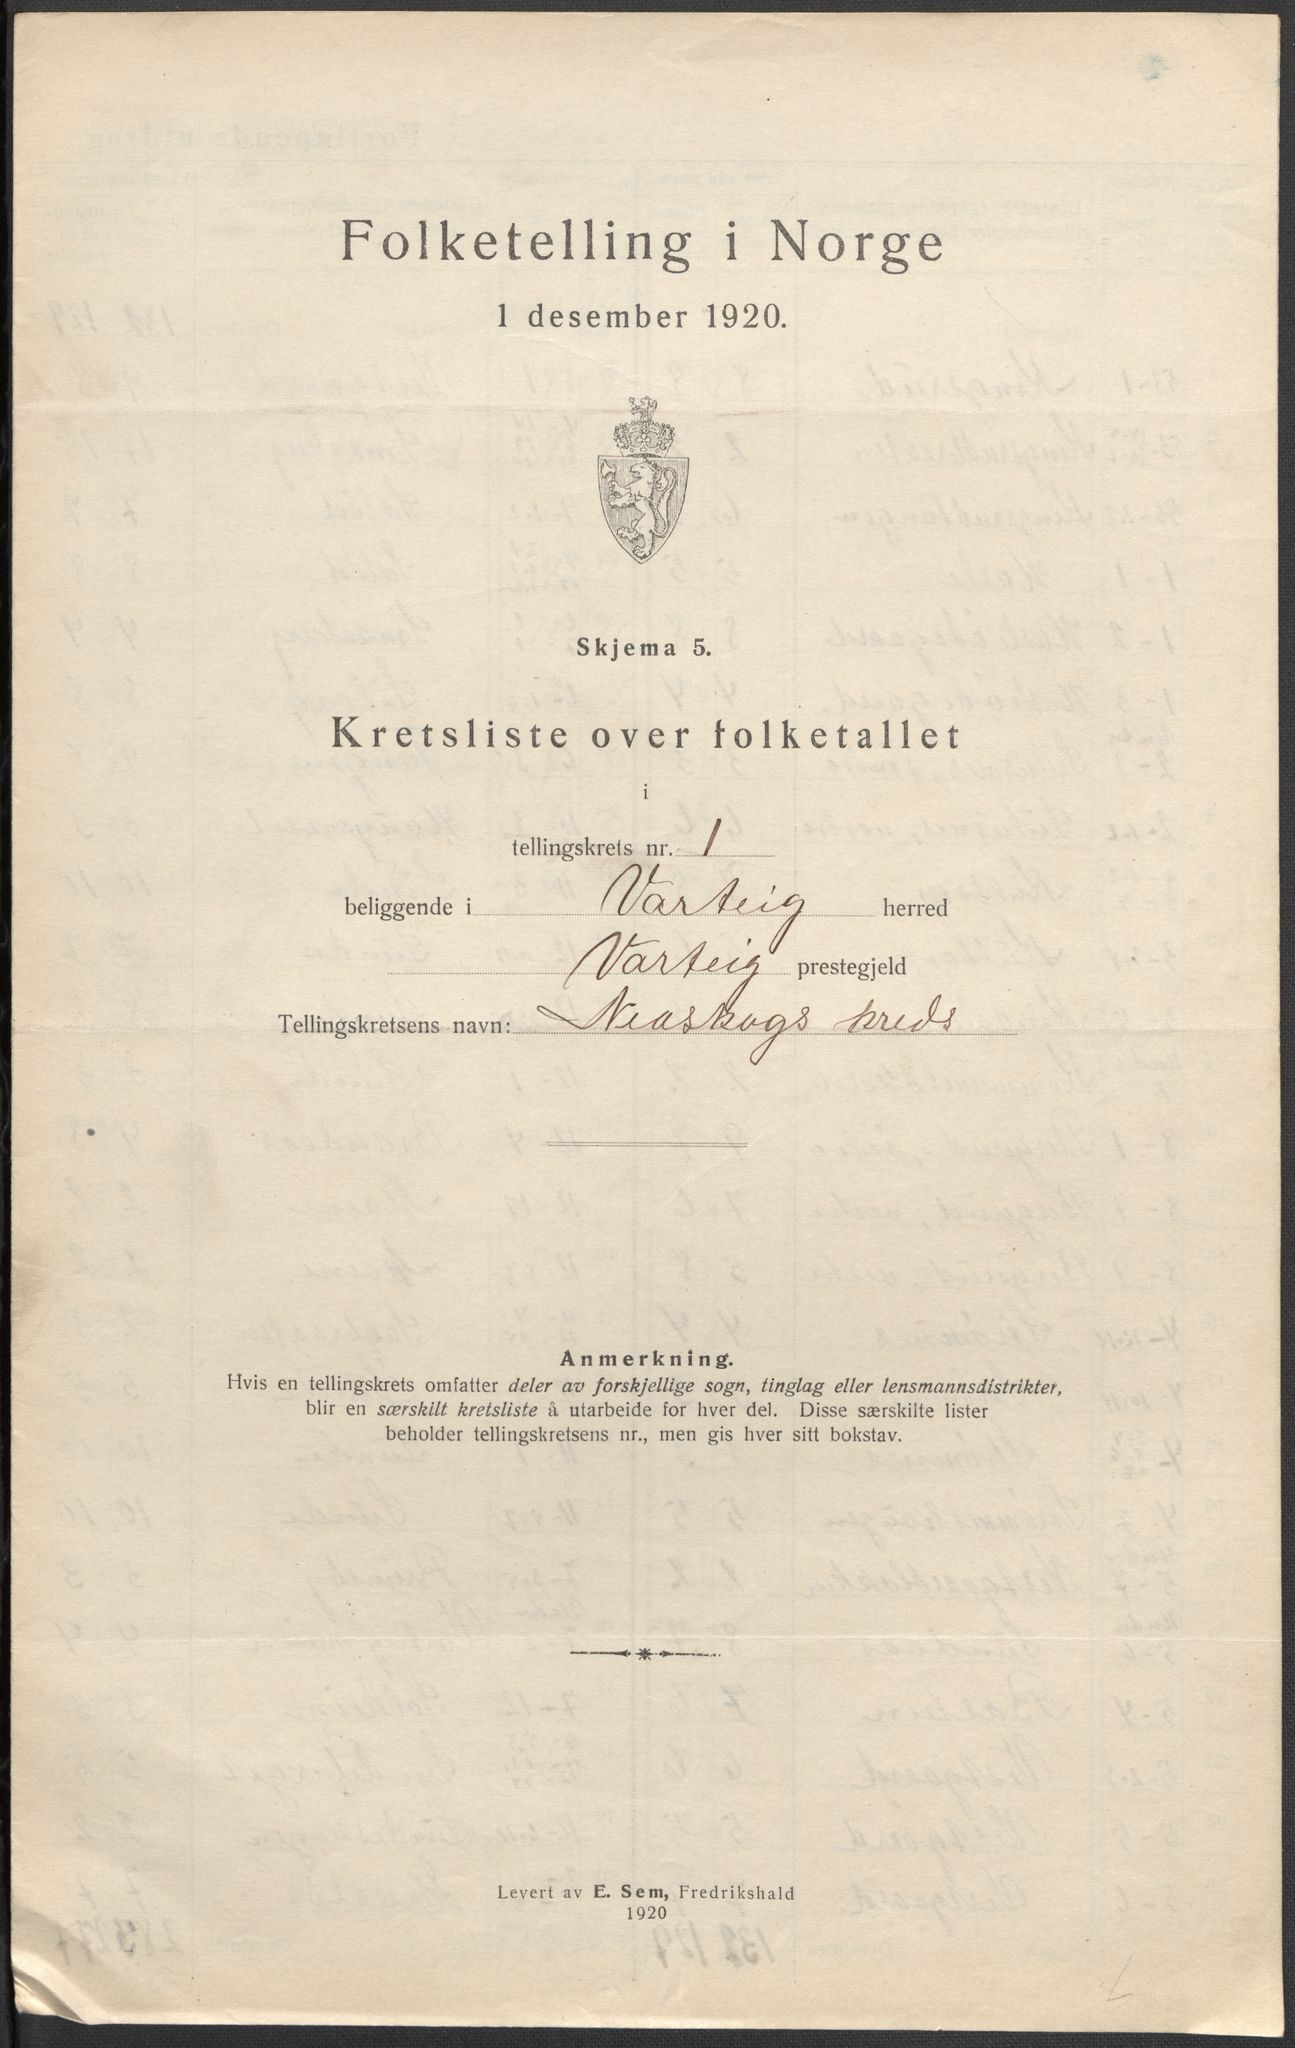 Folketelling i Norge
1 desember 1920.
Skjema 5.
Kretsliste over folketallet
i
tellingskrets nr. 1
beliggende i Varteig herred
Varteig prestegjeld
Tellingskretsens navn: Neaskogs kreds
Anmerkning.
Hvis en tellingskrets omfatter deler av forskjellige sogn, tinglag eller lensmannsdistrikter,
blir en særskilt kretsliste å utarbeide for hver del. Disse særskilte lister
beholder tellingskretsens nr., men gis hver sitt bokstav.
Levert av E. Sem, Fredrikshald
1920